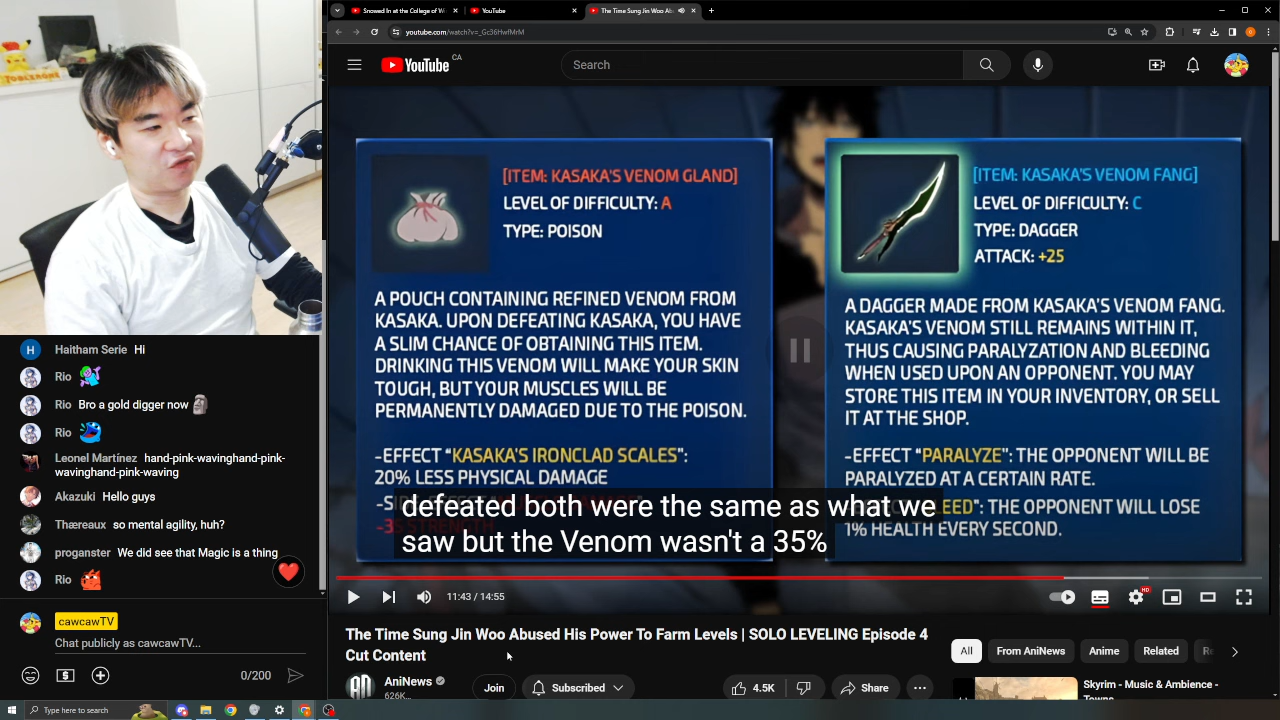 TOBLERONE
Haitham Serie Hi
Rio
Rio Bro a gold digger now
Rio
Leonel Martínez hand-pink-wavinghand-pink-
wavinghand-pink-waving
Akazuki Hello guys
Thæreaux so mental agility, huh?
proganster We did see that Magic is a thing
Rio
cawcawTV
Chat publicly as cawcawTV...
0/200
Snowed In at the College of W
YouTube
The Time Sung Jin Woo Ab
youtube.com/watch?v=_Gc36HwfMrM
YouTube CA
Search
[ITEM: KASAKA'S VENOM GLAND]
LEVEL OF DIFFICULTY: A
TYPE: POISON
A POUCH CONTAINING REFINED VENOM FROM
KASAKA. UPON DEFEATING KASAKA, YOU HAVE
A SLIM CHANCE OF OBTAINING THIS ITEM.
DRINKING THIS VENOM WILL MAKE YOUR SKIN
TOUGH, BUT YOUR MUSCLES WILL BE
PERMANENTLY DAMAGED DUE TO THE POISON.
-EFFECT "KASAKA'S IRONCLAD SCALES":
20% LESS PHYSICAL DAMAGE
[ITEM: KASAKA'S VENOM FANG]
LEVEL OF DIFFICULTY: C
TYPE: DAGGER
ATTACK: +25
A DAGGER MADE FROM KASAKA'S VENOM FANG.
KASAKA'S VENOM STILL REMAINS WITHIN IT,
THUS CAUSING PARALYZATION AND BLEEDING
WHEN USED UPON AN OPPONENT. YOU MAY
STORE THIS ITEM IN YOUR INVENTORY, OR SELL
IT AT THE SHOP.
-EFFECT "PARALYZE": THE OPPONENT WILL BE
PARALYZED AT A CERTAIN RATE.
LEED": THE OPPONENT WILL LOSE
1% HEALTH EVERY SECOND.
-35 STRENGTH
defeated both were the same as what we
saw but the Venom wasn't a 35%
11:43 / 14:55
HD
The Time Sung Jin Woo Abused His Power To Farm Levels | SOLO LEVELING Episode 4
Cut Content
AN
AniNews
626K
Join
Subscribed
4.5K
Share
All
From AniNews
Anime
Related
Re
Skyrim - Music & Ambience -
Towns
Type here to search